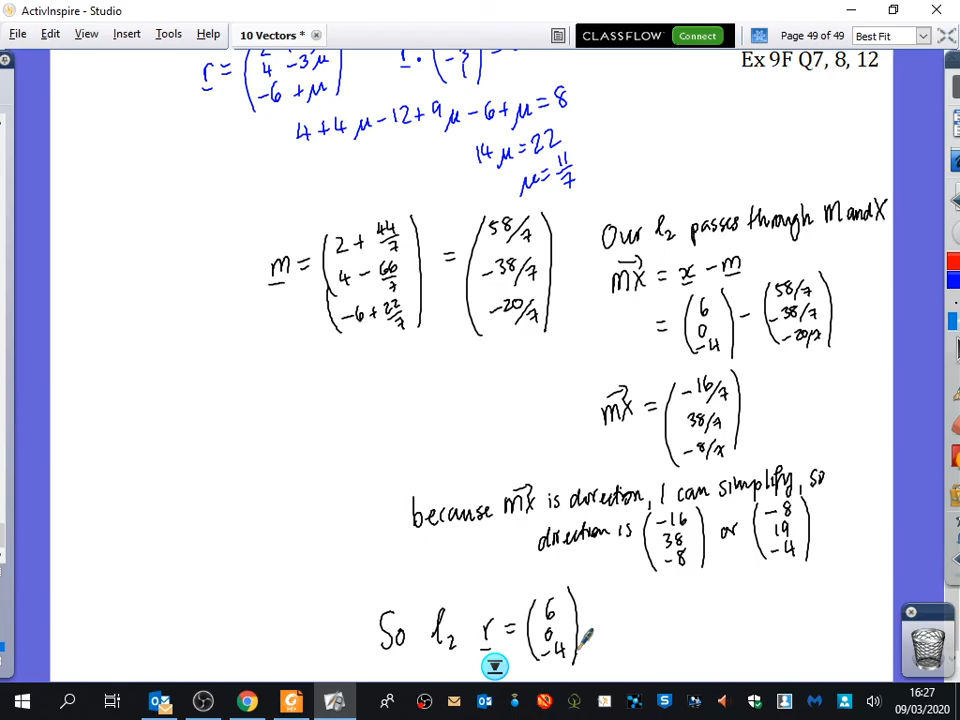 ActivInspire - Studio
File Edit View Insert Tools Help
10 Vectors *
CLASSFLOW Connect
Page 49 of 49
Best Fit
Ex 9F Q7, 8, 12
r = ( 4 - 3μ
-6 + μ )
r . ( -3
1 )
4 + 4μ - 12 + 9μ - 6 + μ = 8
14μ = 22
μ = 11/7
m = ( 2 + 44/7
4 - 66/7
-6 + 22/7 ) = ( 58/7
-38/7
-20/7 )
Our l₂ passes through M and X
MX = x - m
= ( 6
0
-4 ) - ( 58/7
-38/7
-20/7 )
MX = ( -16/7
38/7
-8/7 )
because MX is direction, I can simplify, so
direction is ( -16
38
-8 ) or ( -8
19
-4 )
So l₂ r = ( 6
0
-4 )
16:27
09/03/2020